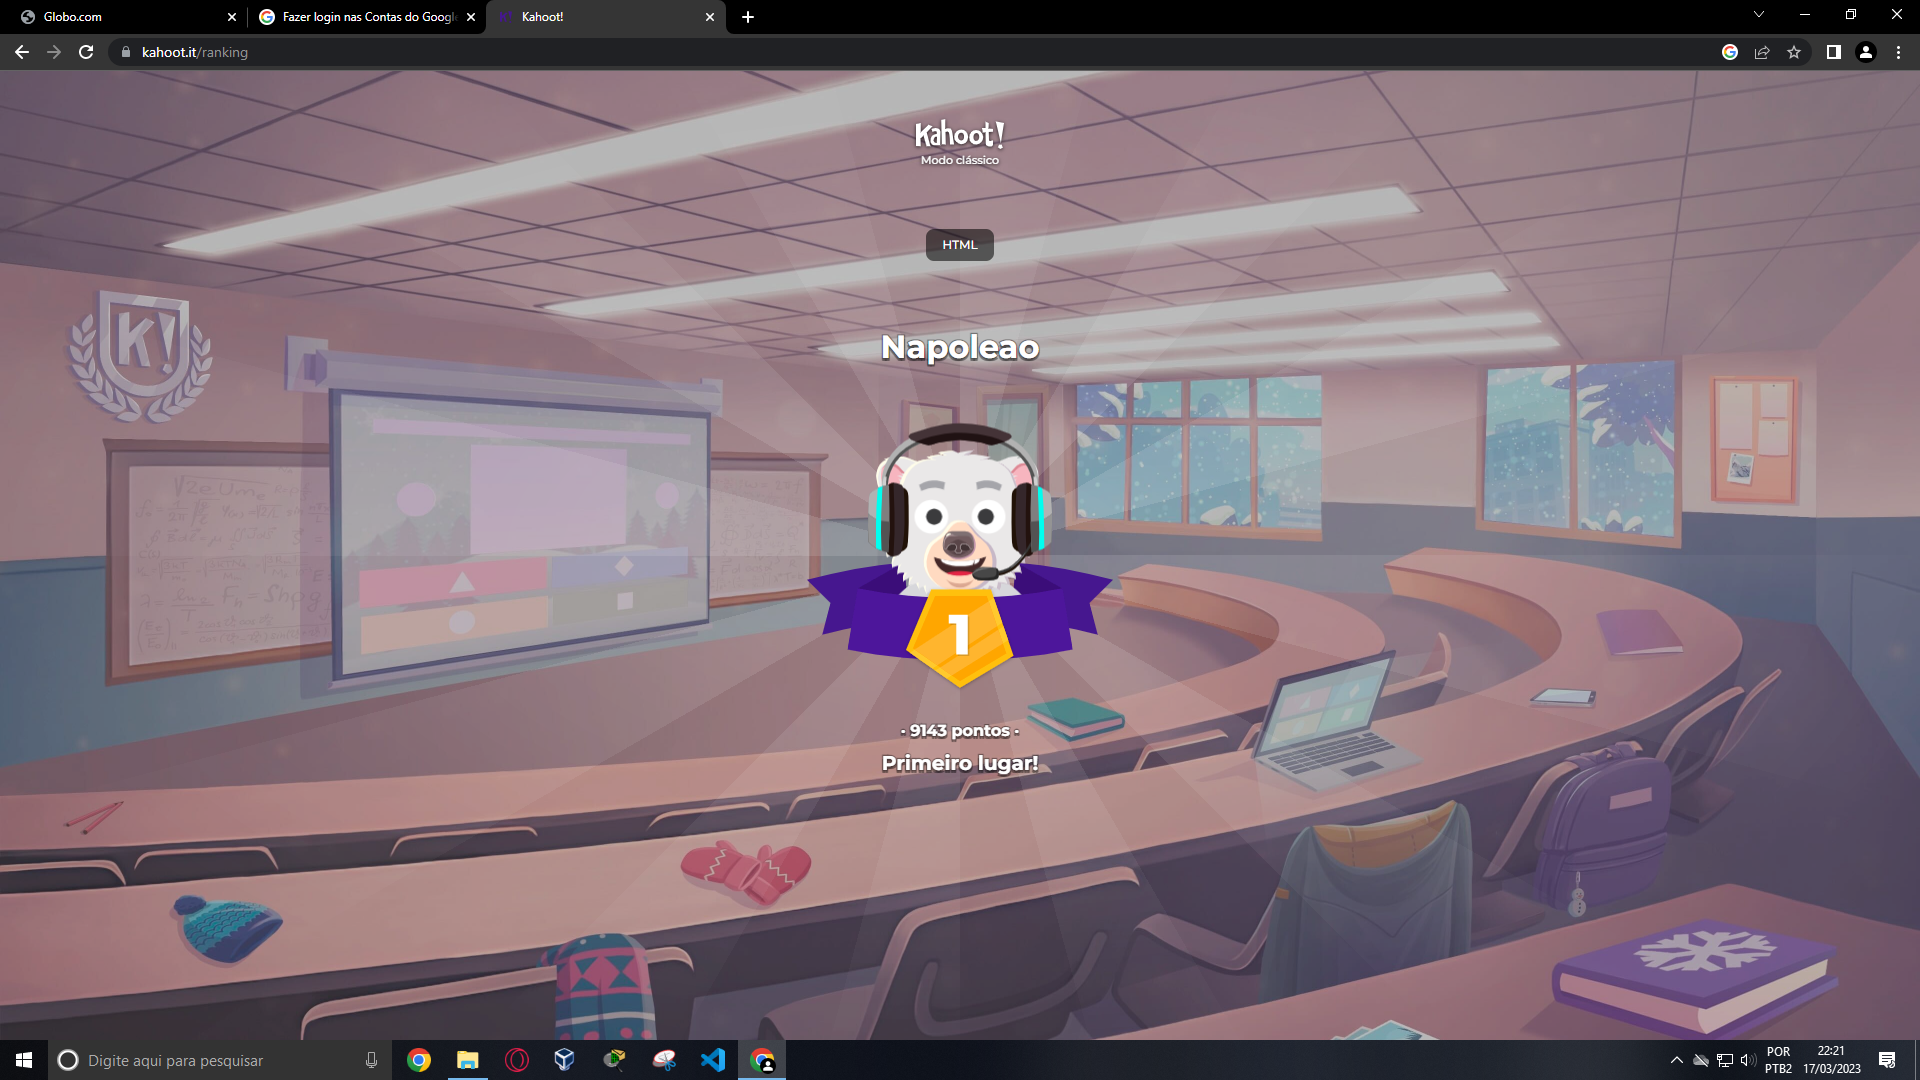 Globo.com
Fazer login nas Contas do Google
Kahoot!
kahoot.it/ranking
Kahoot!
Modo clássico
HTML
Napoleao
K!
1
· 9143 pontos ·
Primeiro lugar!
Digite aqui para pesquisar
POR
PTB2
22:21
17/03/2023